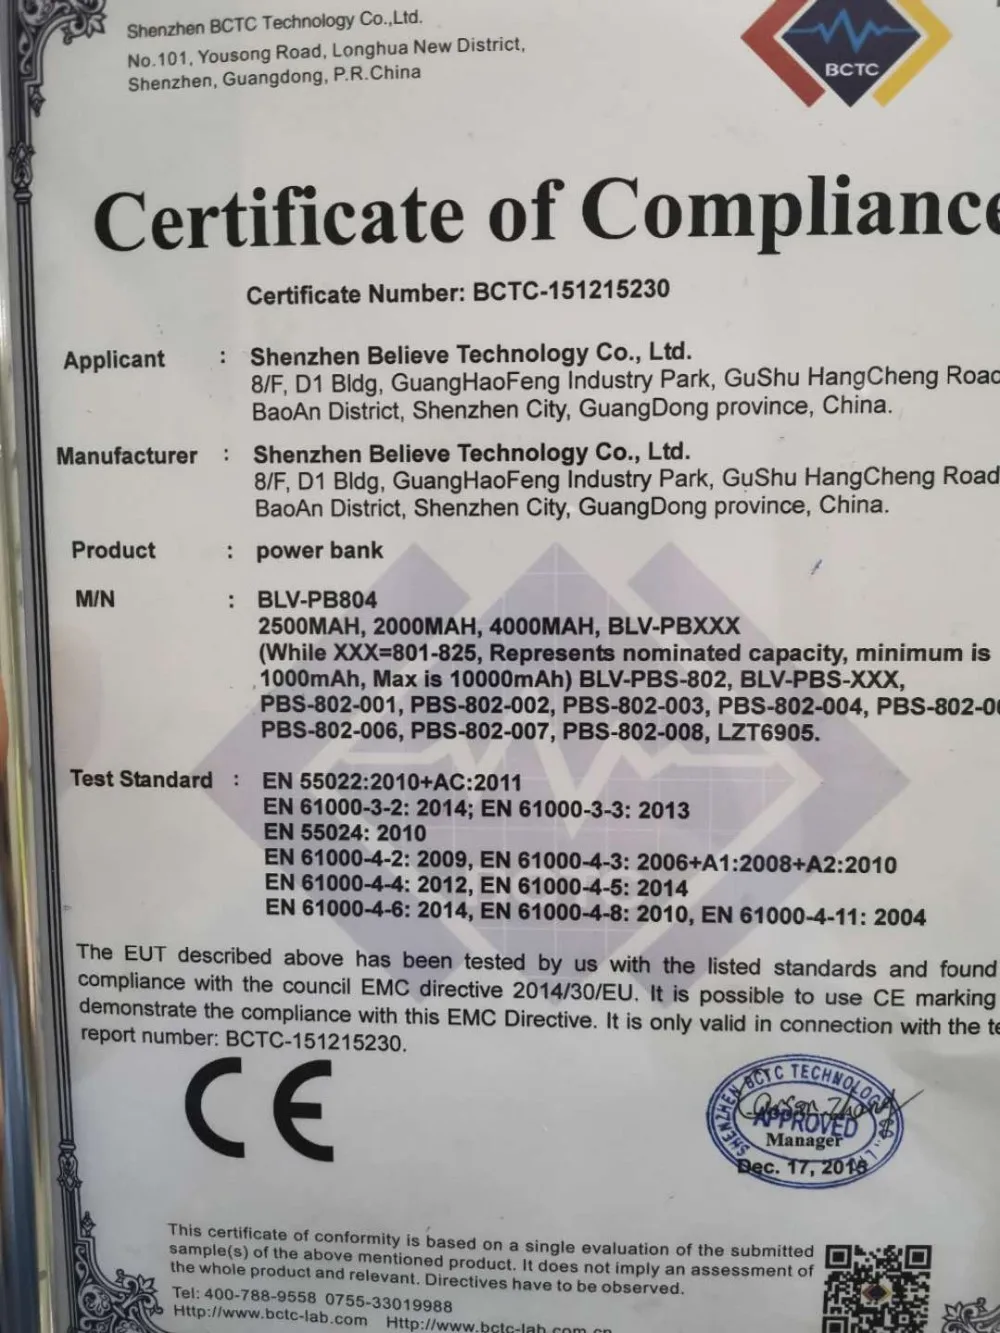 Shenzhen BCTC Technology Co.,Ltd.
No.101, Yousong Road, Longhua New District,
Shenzhen, Guangdong, P.R.China
BCTC
Certificate of Compliance
Certificate Number: BCTC-151215230
Applicant : Shenzhen Believe Technology Co., Ltd.
8/F, D1 Bldg, GuangHaoFeng Industry Park, GuShu HangCheng Road
BaoAn District, Shenzhen City, GuangDong province, China.
Manufacturer : Shenzhen Believe Technology Co., Ltd.
8/F, D1 Bldg, GuangHaoFeng Industry Park, GuShu HangCheng Road
BaoAn District, Shenzhen City, GuangDong province, China.
Product : power bank
M/N : BLV-PB804
2500MAH, 2000MAH, 4000MAH, BLV-PBXXX
(While XXX=801-825, Represents nominated capacity, minimum is
1000mAh, Max is 10000mAh) BLV-PBS-802, BLV-PBS-XXX,
PBS-802-001, PBS-802-002, PBS-802-003, PBS-802-004,
PBS-802-006, PBS-802-007, PBS-802-008, LZT6905.
Test Standard : EN 55022:2010+AC:2011
EN 61000-3-2: 2014; EN 61000-3-3: 2013
EN 55024: 2010
EN 61000-4-2: 2009, EN 61000-4-3: 2006+A1:2008+A2:2010
EN 61000-4-4: 2012, EN 61000-4-5: 2014
EN 61000-4-6: 2014, EN 61000-4-8: 2010, EN 61000-4-11: 2004
The EUT described above has been tested by us with the listed standards and found
compliance with the council EMC directive 2014/30/EU. It is possible to use CE marking
demonstrate the compliance with this EMC Directive. It is only valid in connection with the
report number: BCTC-151215230.
CE
SHENZHEN BCTC TECHNOLOGY
APPROVED
Manager
Dec. 17,
This certificate of conformity is based on a single evaluation of the submitted
sample(s) of the above mentioned product. It does not imply an assessment of
the whole product and relevant. Directives have to be observed.
Tel: 400-788-9558 0755-33019988
Http://www.bctc-lab.com Http://www.bctc-lab.com.cn